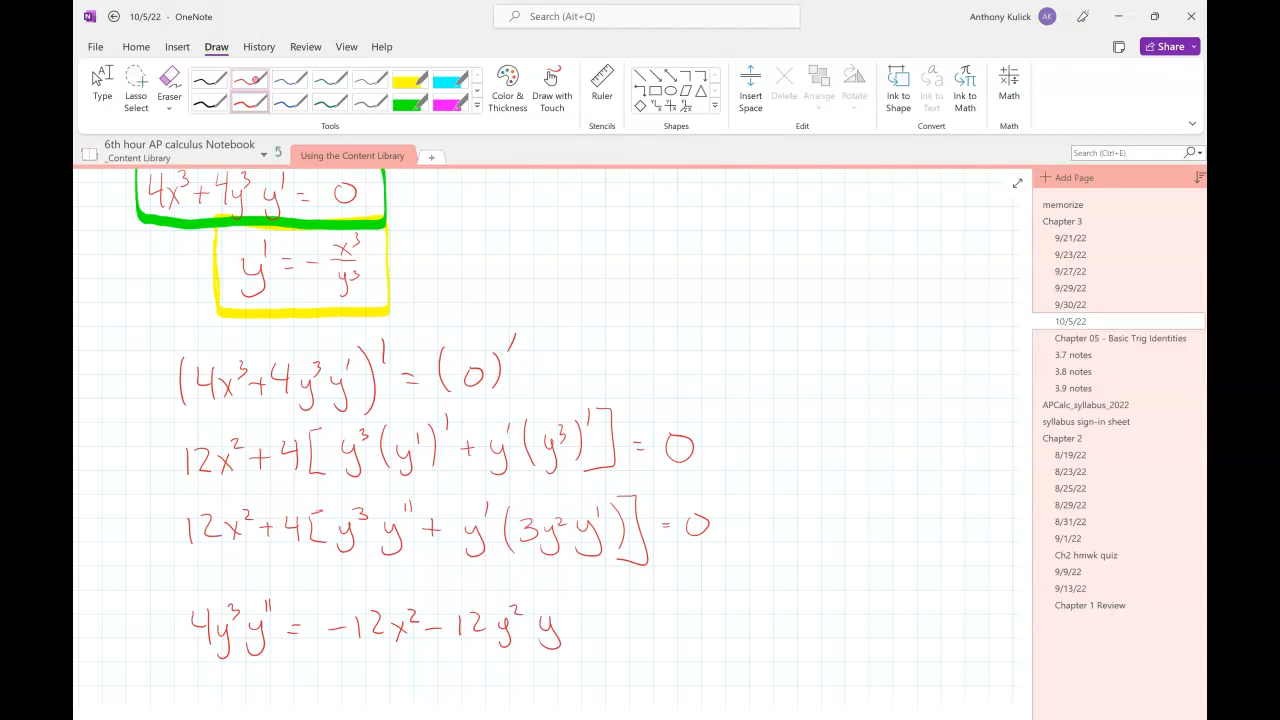 10/5/22 - OneNote
Search (Alt+Q)
Anthony Kulick AK
File Home Insert Draw History Review View Help
Share
Type Lasso Select Eraser
Color & Thickness Draw with Touch
Ruler
Insert Space Delete Arrange Rotate
Ink to Shape Ink to Text Ink to Math
Math
Tools Stencils Shapes Edit Convert Math
6th hour AP calculus Notebook
_Content Library
Using the Content Library
Search (Ctrl+E)
4x³ + 4y³ y' = 0
y' = - x³/y³
(4x³ + 4y³ y')' = (0)'
12x² + 4[ y³ (y')' + y' (y³)' ] = 0
12x² + 4[ y³ y'' + y' (3y² y') ] = 0
4y³ y'' = -12x² - 12y² y
Add Page
memorize
Chapter 3
9/21/22
9/23/22
9/27/22
9/29/22
9/30/22
10/5/22
Chapter 05 - Basic Trig Identities
3.7 notes
3.8 notes
3.9 notes
APCalc_syllabus_2022
syllabus sign-in sheet
Chapter 2
8/19/22
8/23/22
8/25/22
8/29/22
8/31/22
9/1/22
Ch2 hmwk quiz
9/9/22
9/13/22
Chapter 1 Review